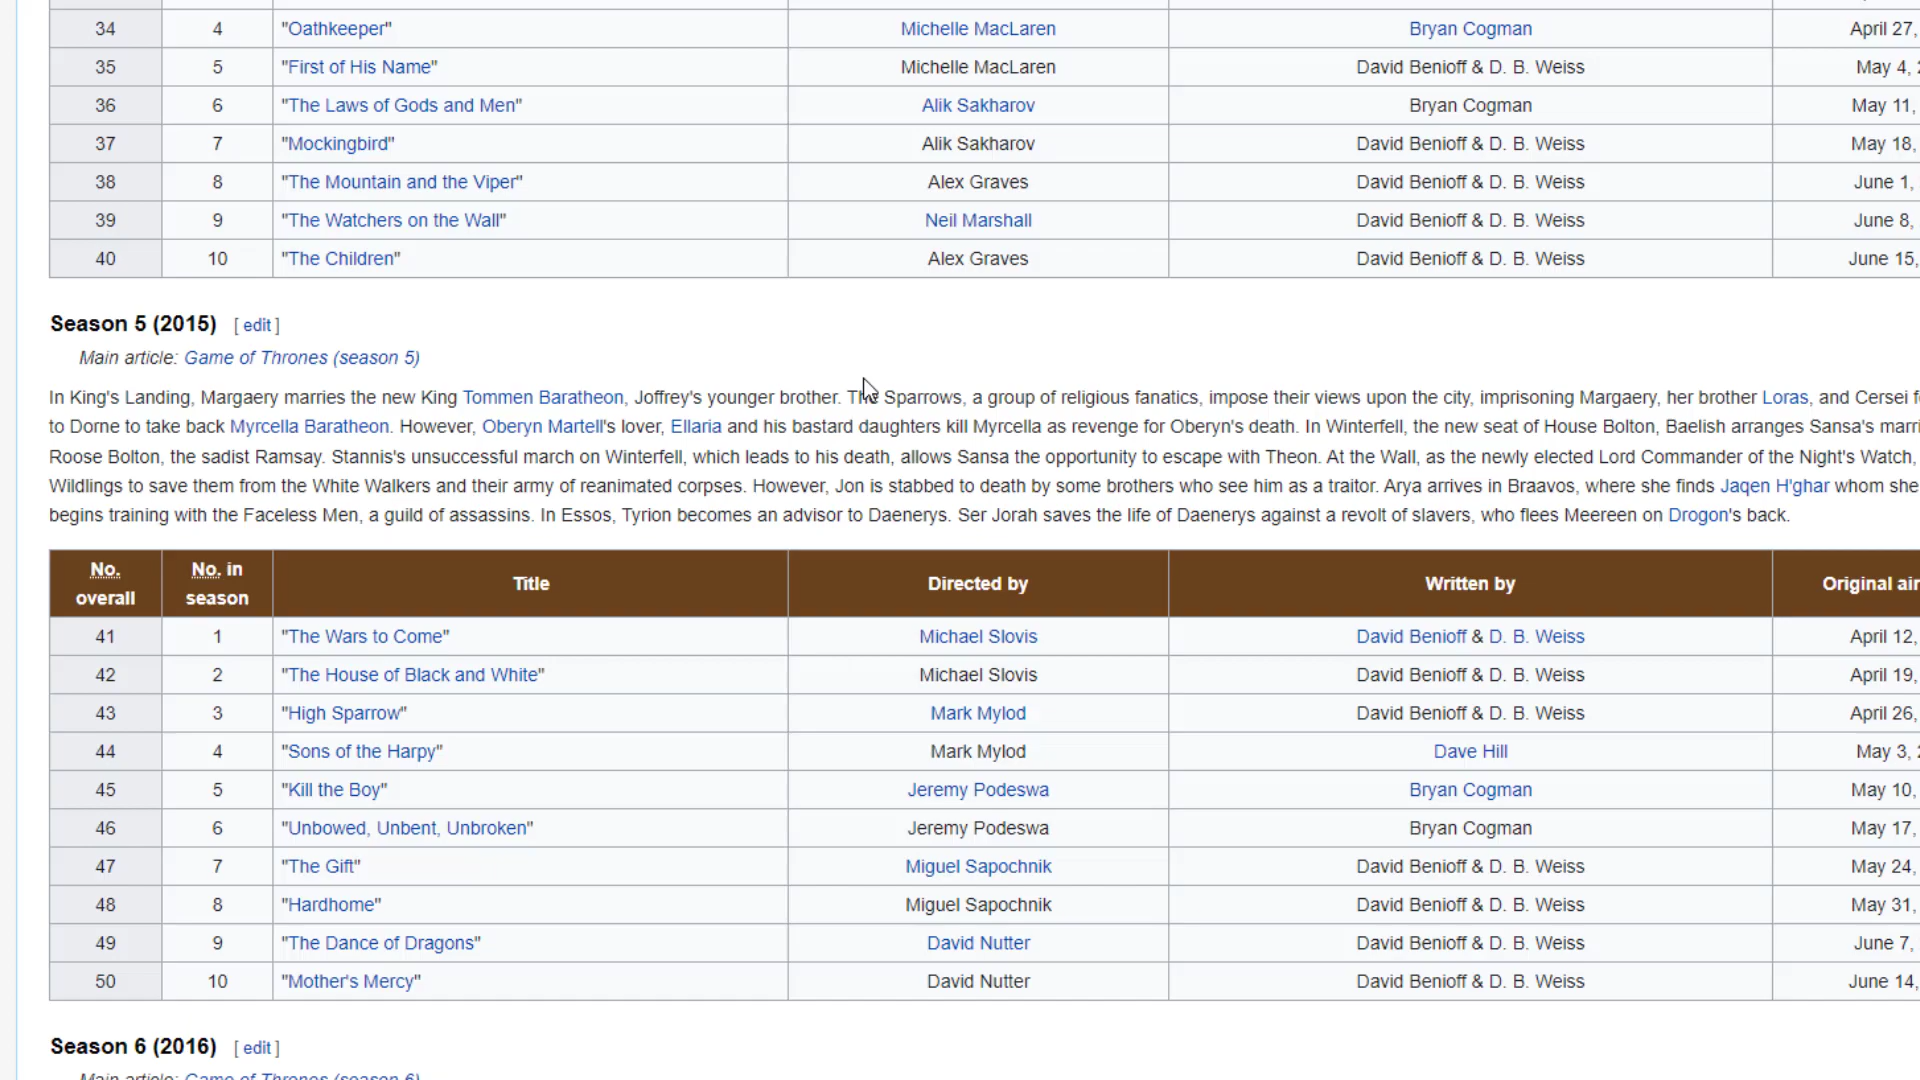 34 4 "Oathkeeper" Michelle MacLaren Bryan Cogman April 27,
35 5 "First of His Name" Michelle MacLaren David Benioff & D. B. Weiss May 4, 2
36 6 "The Laws of Gods and Men" Alik Sakharov Bryan Cogman May 11,
37 7 "Mockingbird" Alik Sakharov David Benioff & D. B. Weiss May 18,
38 8 "The Mountain and the Viper" Alex Graves David Benioff & D. B. Weiss June 1,
39 9 "The Watchers on the Wall" Neil Marshall David Benioff & D. B. Weiss June 8,
40 10 "The Children" Alex Graves David Benioff & D. B. Weiss June 15,
Season 5 (2015) [ edit ]
Main article: Game of Thrones (season 5)
In King's Landing, Margaery marries the new King Tommen Baratheon, Joffrey's younger brother. The Sparrows, a group of religious fanatics, impose their views upon the city, imprisoning Margaery, her brother Loras, and Cersei f
to Dorne to take back Myrcella Baratheon. However, Oberyn Martell's lover, Ellaria and his bastard daughters kill Myrcella as revenge for Oberyn's death. In Winterfell, the new seat of House Bolton, Baelish arranges Sansa's marri
Roose Bolton, the sadist Ramsay. Stannis's unsuccessful march on Winterfell, which leads to his death, allows Sansa the opportunity to escape with Theon. At the Wall, as the newly elected Lord Commander of the Night's Watch,
Wildlings to save them from the White Walkers and their army of reanimated corpses. However, Jon is stabbed to death by some brothers who see him as a traitor. Arya arrives in Braavos, where she finds Jaqen H'ghar whom she
begins training with the Faceless Men, a guild of assassins. In Essos, Tyrion becomes an advisor to Daenerys. Ser Jorah saves the life of Daenerys against a revolt of slavers, who flees Meereen on Drogon's back.
No. overall No. in season Title Directed by Written by Original air
41 1 "The Wars to Come" Michael Slovis David Benioff & D. B. Weiss April 12,
42 2 "The House of Black and White" Michael Slovis David Benioff & D. B. Weiss April 19,
43 3 "High Sparrow" Mark Mylod David Benioff & D. B. Weiss April 26,
44 4 "Sons of the Harpy" Mark Mylod Dave Hill May 3, 2
45 5 "Kill the Boy" Jeremy Podeswa Bryan Cogman May 10,
46 6 "Unbowed, Unbent, Unbroken" Jeremy Podeswa Bryan Cogman May 17,
47 7 "The Gift" Miguel Sapochnik David Benioff & D. B. Weiss May 24,
48 8 "Hardhome" Miguel Sapochnik David Benioff & D. B. Weiss May 31,
49 9 "The Dance of Dragons" David Nutter David Benioff & D. B. Weiss June 7,
50 10 "Mother's Mercy" David Nutter David Benioff & D. B. Weiss June 14,
Season 6 (2016) [ edit ]
Main article: Game of Thrones (season 6)